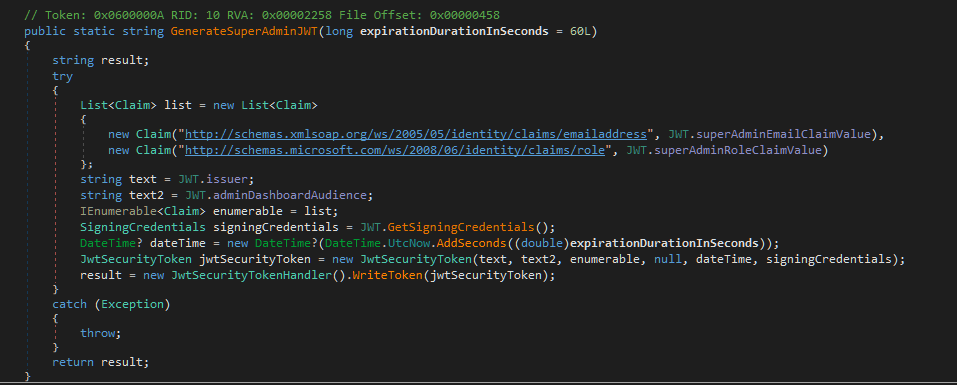 // Token: 0x0600000A RID: 10 RVA: 0x00002258 File Offset: 0x00000458
public static string GenerateSuperAdminJWT(long expirationDurationInSeconds = 60L)
{
    string result;
    try
    {
        List<Claim> list = new List<Claim>
        {
            new Claim("http://schemas.xmlsoap.org/ws/2005/05/identity/claims/emailaddress", JWT.superAdminEmailClaimValue),
            new Claim("http://schemas.microsoft.com/ws/2008/06/identity/claims/role", JWT.superAdminRoleClaimValue)
        };
        string text = JWT.issuer;
        string text2 = JWT.adminDashboardAudience;
        IEnumerable<Claim> enumerable = list;
        SigningCredentials signingCredentials = JWT.GetSigningCredentials();
        DateTime? dateTime = new DateTime?(DateTime.UtcNow.AddSeconds((double)expirationDurationInSeconds));
        JwtSecurityToken jwtSecurityToken = new JwtSecurityToken(text, text2, enumerable, null, dateTime, signingCredentials);
        result = new JwtSecurityTokenHandler().WriteToken(jwtSecurityToken);
    }
    catch (Exception)
    {
        throw;
    }
    return result;
}